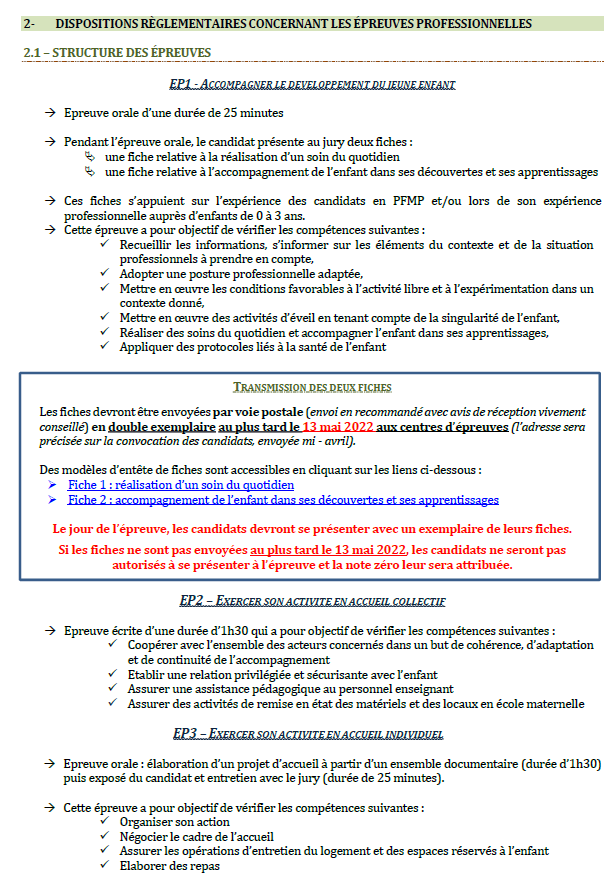 2- DISPOSITIONS RÈGLEMENTAIRES CONCERNANT LES ÉPREUVES PROFESSIONNELLES
2.1 – STRUCTURE DES ÉPREUVES
EP1 - ACCOMPAGNER LE DEVELOPPEMENT DU JEUNE ENFANT
→ Epreuve orale d'une durée de 25 minutes
→ Pendant l'épreuve orale, le candidat présente au jury deux fiches :
une fiche relative à la réalisation d'un soin du quotidien
une fiche relative à l'accompagnement de l'enfant dans ses découvertes et ses apprentissages
→ Ces fiches s'appuient sur l'expérience des candidats en PFMP et/ou lors de son expérience
professionnelle auprès d'enfants de 0 à 3 ans.
→ Cette épreuve a pour objectif de vérifier les compétences suivantes :
✓ Recueillir les informations, s'informer sur les éléments du contexte et de la situation
professionnels à prendre en compte,
✓ Adopter une posture professionnelle adaptée,
✓ Mettre en œuvre les conditions favorables à l'activité libre et à l'expérimentation dans un
contexte donné,
✓ Mettre en œuvre des activités d'éveil en tenant compte de la singularité de l'enfant,
✓ Réaliser des soins du quotidien et accompagner l'enfant dans ses apprentissages,
✓ Appliquer des protocoles liés à la santé de l'enfant
TRANSMISSION DES DEUX FICHES
Les fiches devront être envoyées par voie postale (envoi en recommandé avec avis de réception vivement
conseillé) en double exemplaire au plus tard le 13 mai 2022 aux centres d'épreuves (l'adresse sera
précisée sur la convocation des candidats, envoyée mi - avril).
Des modèles d'entête de fiches sont accessibles en cliquant sur les liens ci-dessous :
➢ Fiche 1 : réalisation d'un soin du quotidien
➢ Fiche 2 : accompagnement de l'enfant dans ses découvertes et ses apprentissages
Le jour de l'épreuve, les candidats devront se présenter avec un exemplaire de leurs fiches.
Si les fiches ne sont pas envoyées au plus tard le 13 mai 2022, les candidats ne seront pas
autorisés à se présenter à l'épreuve et la note zéro leur sera attribuée.
EP2 – EXERCER SON ACTIVITE EN ACCUEIL COLLECTIF
→ Epreuve écrite d'une durée d'1h30 qui a pour objectif de vérifier les compétences suivantes :
✓ Coopérer avec l'ensemble des acteurs concernés dans un but de cohérence, d'adaptation
et de continuité de l'accompagnement
✓ Etablir une relation privilégiée et sécurisante avec l'enfant
✓ Assurer une assistance pédagogique au personnel enseignant
✓ Assurer des activités de remise en état des matériels et des locaux en école maternelle
EP3 – EXERCER SON ACTIVITE EN ACCUEIL INDIVIDUEL
→ Epreuve orale : élaboration d'un projet d'accueil à partir d'un ensemble documentaire (durée d'1h30)
puis exposé du candidat et entretien avec le jury (durée de 25 minutes).
→ Cette épreuve a pour objectif de vérifier les compétences suivantes :
✓ Organiser son action
✓ Négocier le cadre de l'accueil
✓ Assurer les opérations d'entretien du logement et des espaces réservés à l'enfant
✓ Elaborer des repas